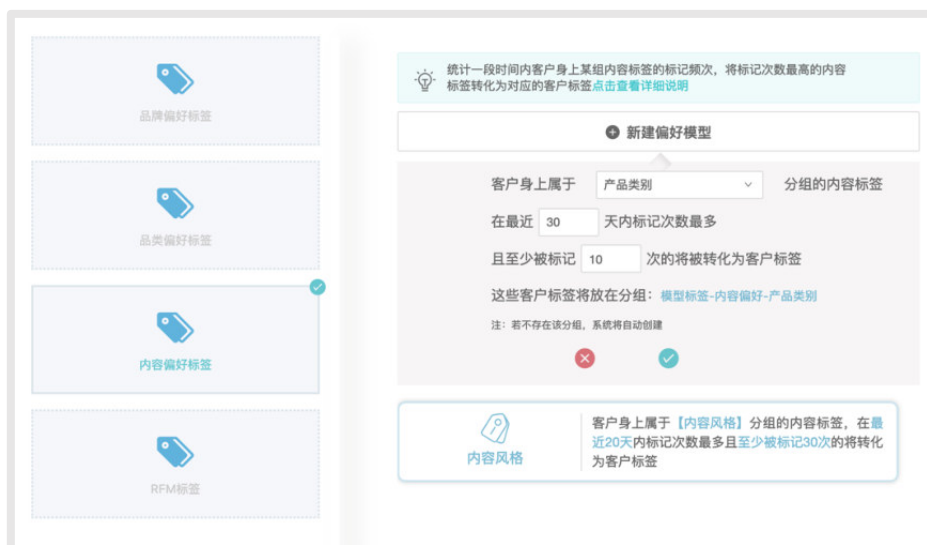 品牌偏好标签
品类偏好标签
内容偏好标签
RFM标签
统计一段时间内客户身上某组内容标签的标记频次，将标记次数最高的内容
标签转化为对应的客户标签点击查看详细说明
新建偏好模型
客户身上属于 产品类别 分组的内容标签
在最近 30 天内标记次数最多
且至少被标记 10 次的将被转化为客户标签
这些客户标签将放在分组：模型标签-内容偏好-产品类别
注：若不存在该分组，系统将自动创建
内容风格
客户身上属于【内容风格】分组的内容标签，在最
近20天内标记次数最多且至少被标记30次的将转化
为客户标签